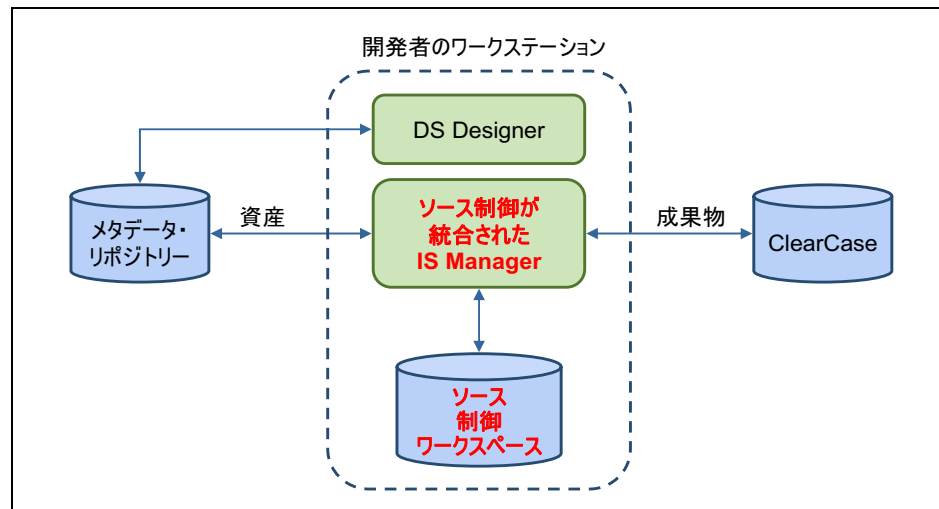 開発者のワークステーション
DS Designer
メタデータ・
リポジトリー
資産
ソース制御が
統合された
IS Manager
成果物
ClearCase
ソース
制御
ワークスペース